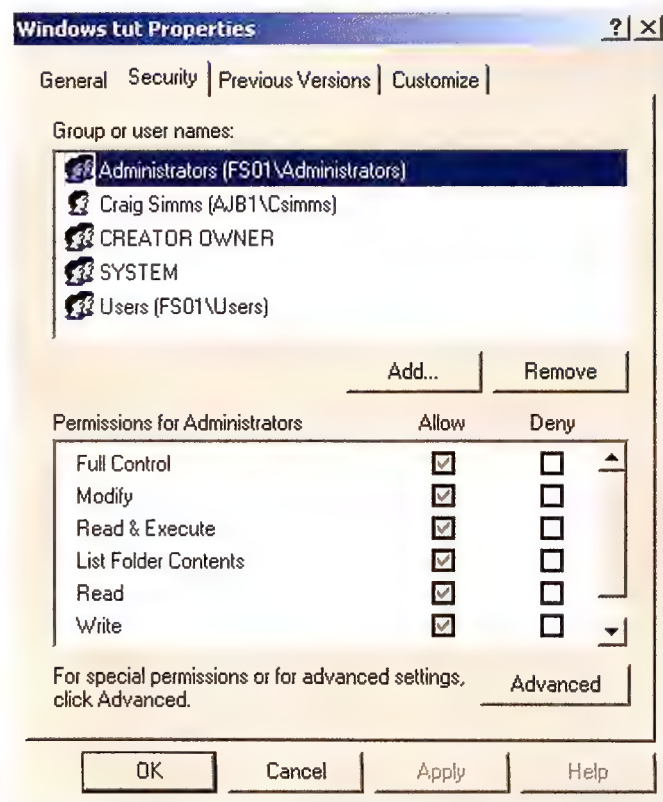 Windows tut Properties
General Security Previous Versions Customize
Group or user names:
Administrators (FS01\Administrators)
Craig Simms (AJB1\Csimms)
CREATOR OWNER
SYSTEM
Users (FS01\Users)
Add... Remove
Permissions for Administrators Allow Deny
Full Control
Modify
Read & Execute
List Folder Contents
Read
Write
For special permissions or for advanced settings,
click Advanced.
Advanced
OK Cancel Apply Help